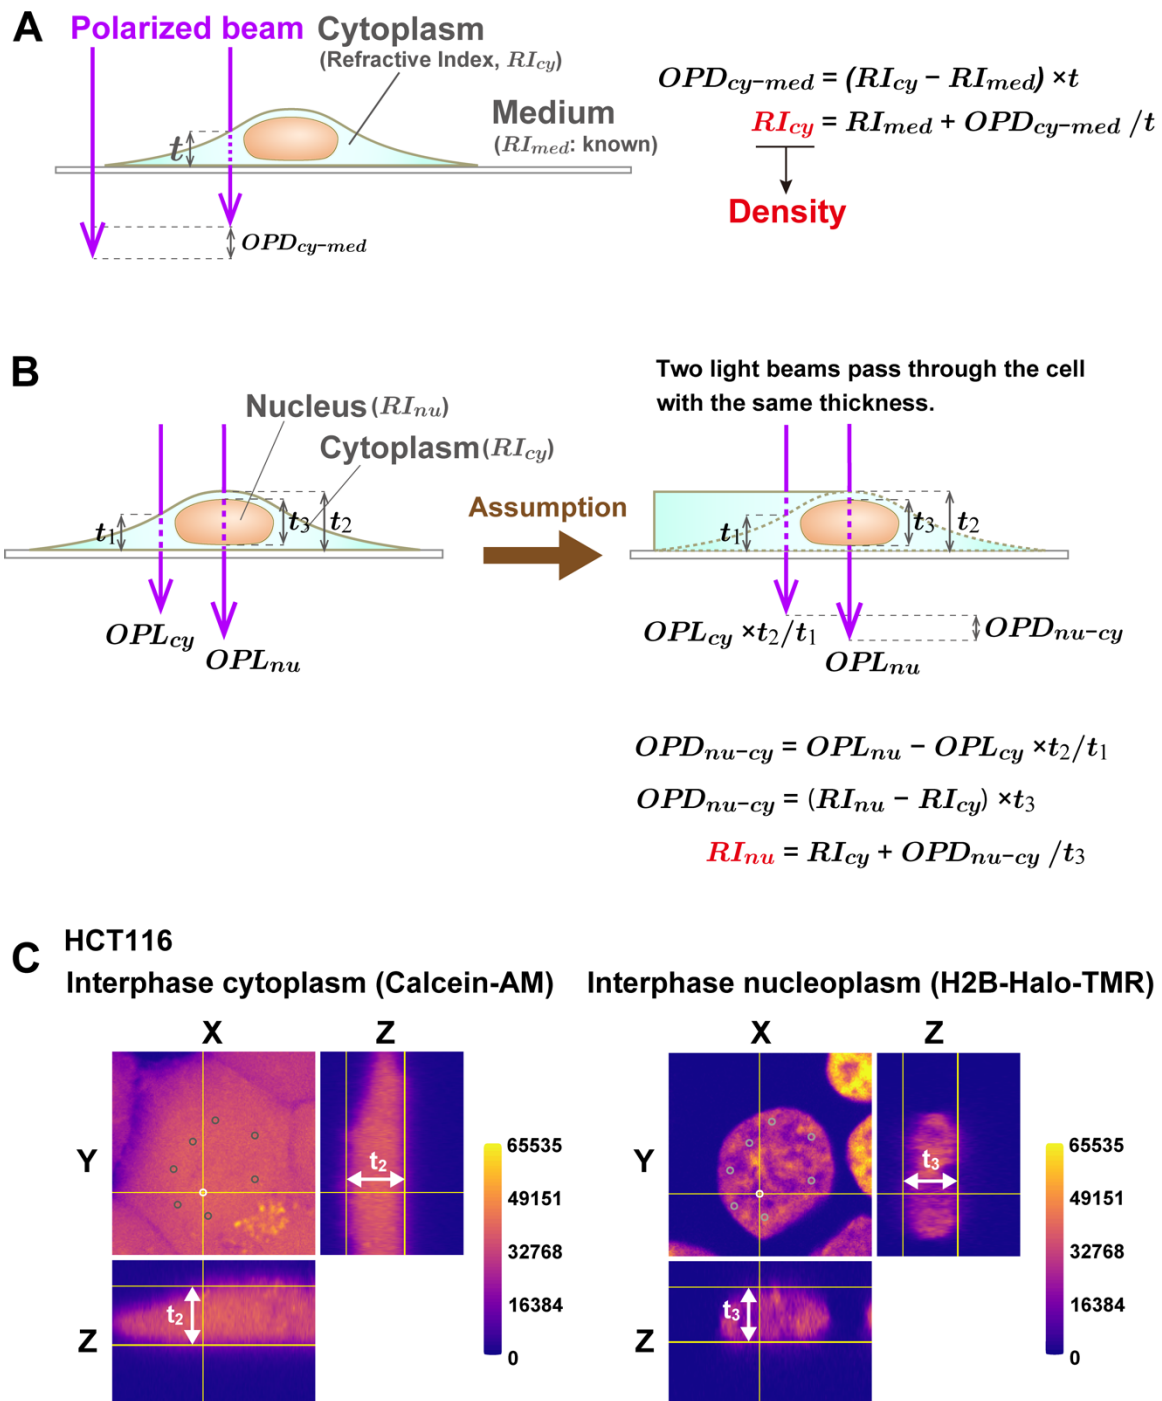 A
Polarized beam
Cytoplasm
(Refractive Index, RIcy)
Medium
(RImed: known)
t
OPDcy−med
OPDcy−med = (RIcy − RImed) ×t
RIcy = RImed + OPDcy−med /t
Density
B
Nucleus (RInu)
Cytoplasm (RIcy)
t1
t3
t2
OPLcy
OPLnu
Assumption
Two light beams pass through the cell
with the same thickness.
t1
t3
t2
OPLcy ×t2/t1
OPLnu
OPDnu−cy
OPDnu−cy = OPLnu − OPLcy ×t2/t1
OPDnu−cy = (RInu − RIcy) ×t3
RInu = RIcy + OPDnu−cy /t3
C
HCT116
Interphase cytoplasm (Calcein-AM)
X
Z
Y
t2
Z
t2
65535
49151
32768
16384
0
Interphase nucleoplasm (H2B-Halo-TMR)
X
Z
Y
t3
Z
t3
65535
49151
32768
16384
0